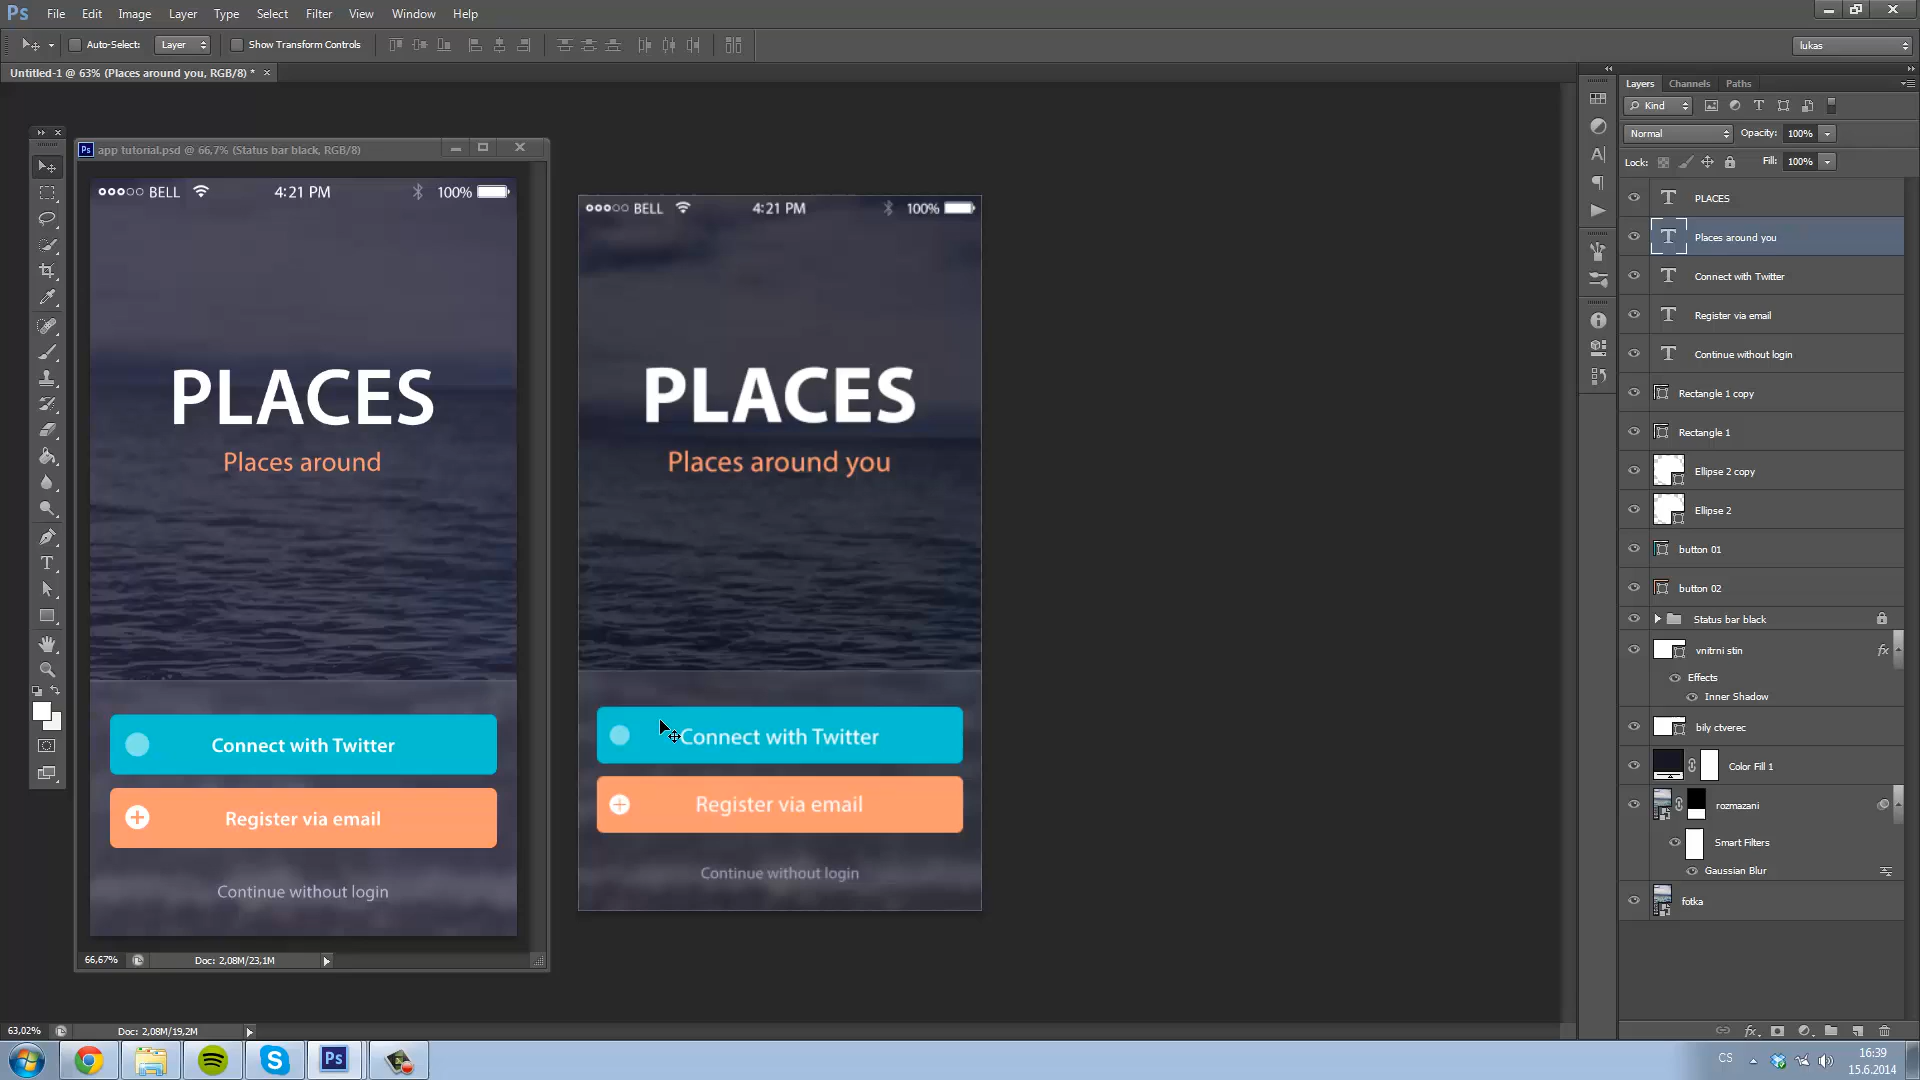 Ps File Edit Image Layer Type Select Filter View Window Help
Auto-Select: Layer Show Transform Controls lukas
Untitled-1 @ 63% (Places around you, RGB/8) *
Ps app tutorial.psd @ 66,7% (Status bar black, RGB/8)
BELL 4:21 PM 100%
PLACES
Places around
Connect with Twitter
Register via email
Continue without login
66,67% Doc: 2,08M/23,1M
BELL 4:21 PM 100%
PLACES
Places around you
Connect with Twitter
Register via email
Continue without login
Layers Channels Paths
Kind
Normal Opacity: 100%
Lock: Fill: 100%
PLACES
Places around you
Connect with Twitter
Register via email
Continue without login
Rectangle 1 copy
Rectangle 1
Ellipse 2 copy
Ellipse 2
button 01
button 02
Status bar black
vnitrni stin fx
Effects
Inner Shadow
bily ctverec
Color Fill 1
rozmazani
Smart Filters
Gaussian Blur
fotka
63,02% Doc: 2,08M/19,2M
Ps CS 16:39
15.6.2014